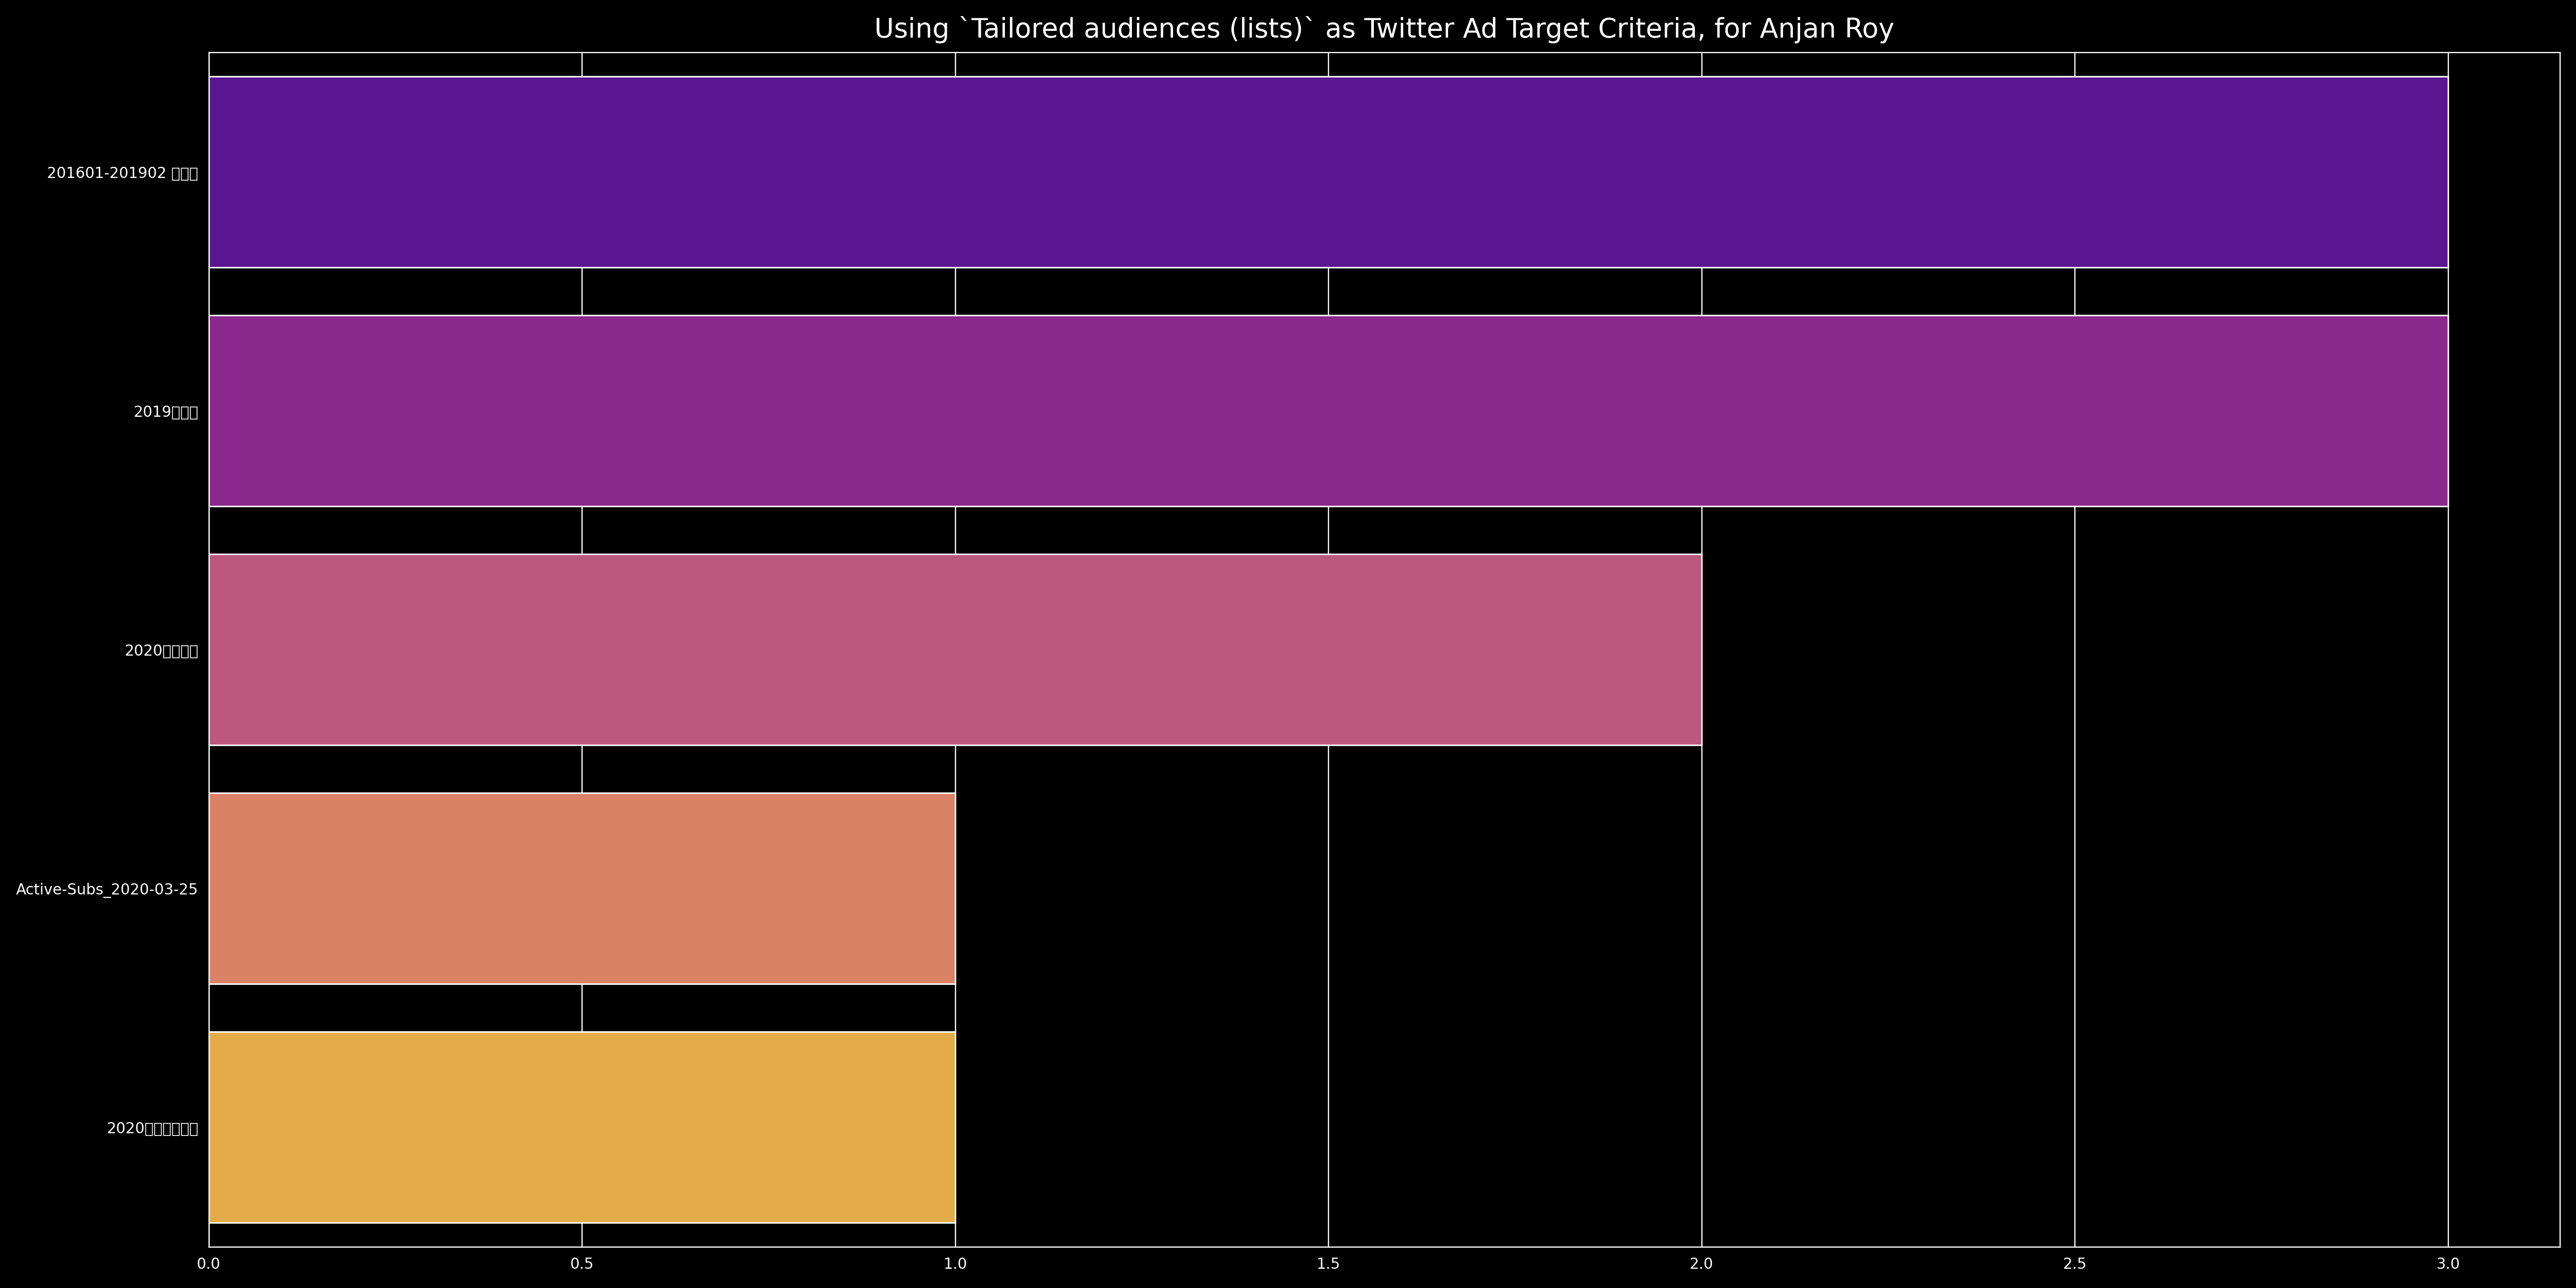 Using `Tailored audiences (lists)` as Twitter Ad Target Criteria, for Anjan Roy
201601-201902
2019
2020
Active-Subs_2020-03-25
2020
0.0 0.5 1.0 1.5 2.0 2.5 3.0